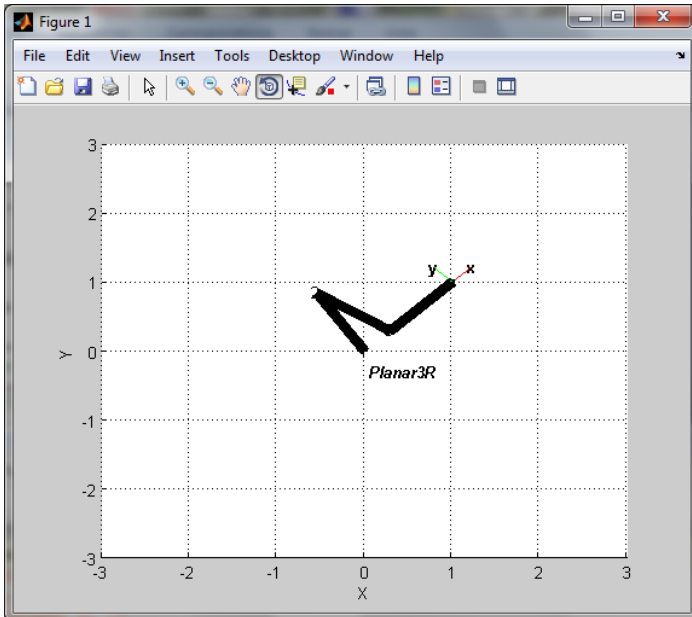 Figure 1
File Edit View Insert Tools Desktop Window Help
3
2
1
0
-1
-2
-3
Y
y x
Planar3R
-3 -2 -1 0 1 2 3
X